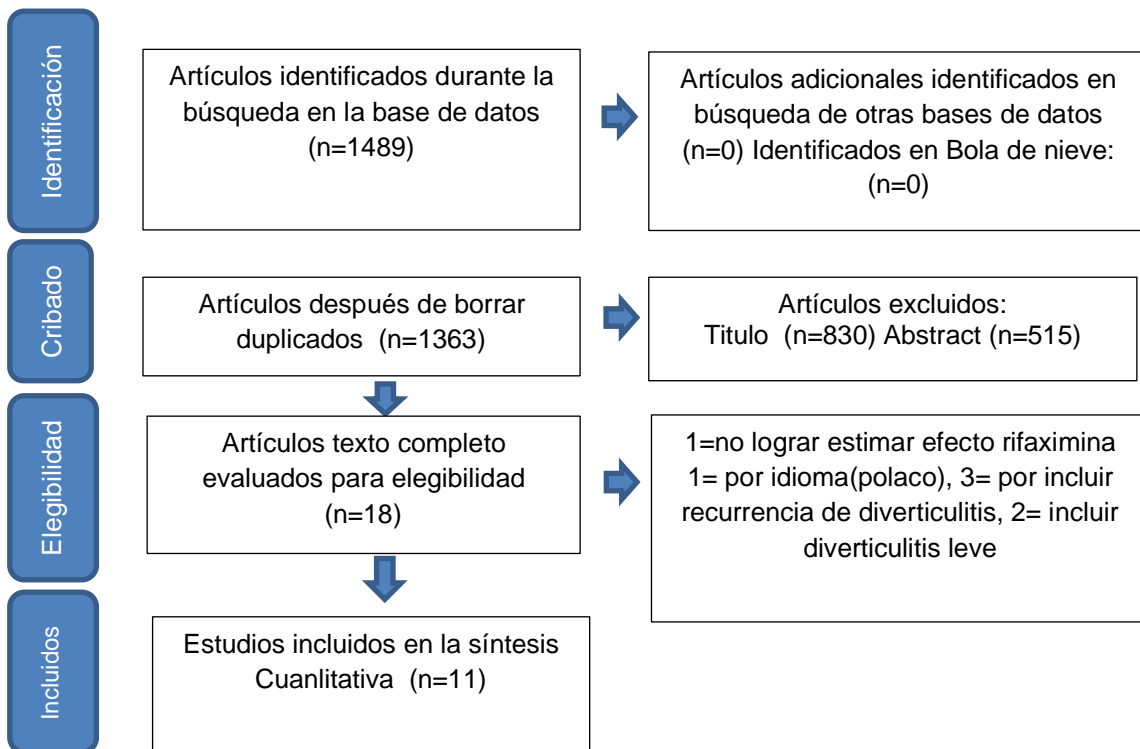 Identificación
Artículos identificados durante la
búsqueda en la base de datos
(n=1489)
Artículos adicionales identificados en
búsqueda de otras bases de datos
(n=0) Identificados en Bola de nieve:
(n=0)
Cribado
Artículos después de borrar
duplicados (n=1363)
Artículos excluidos:
Titulo (n=830) Abstract (n=515)
Elegibilidad
Artículos texto completo
evaluados para elegibilidad
(n=18)
1=no lograr estimar efecto rifaximina
1= por idioma(polaco), 3= por incluir
recurrencia de diverticulitis, 2= incluir
diverticulitis leve
Incluidos
Estudios incluidos en la síntesis
Cuanlitativa (n=11)